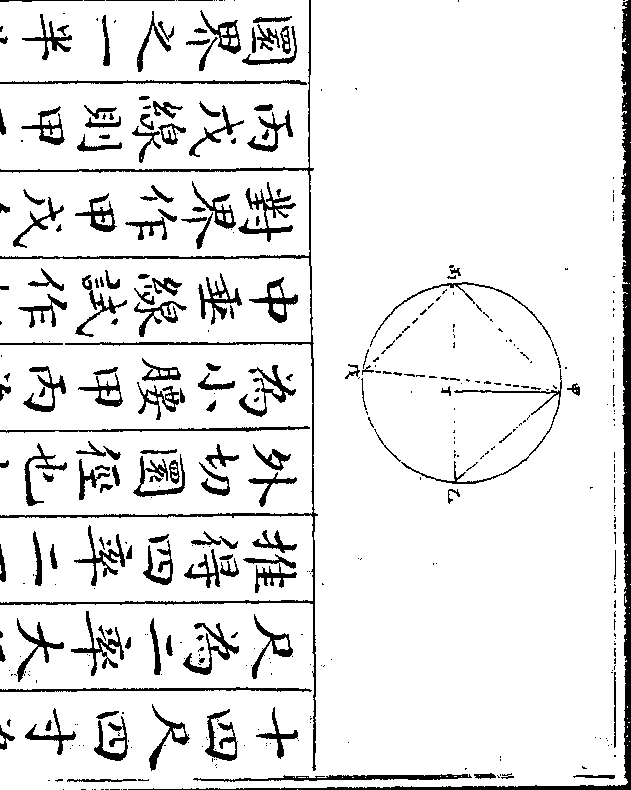 甲
丙
丁
乙
戊
十四尺四寸
尺為二率大
推得四率二
外切圜徑也
為小腰甲丙
中垂線試作
對界作甲戊
丙戊線則甲
圜界之一半